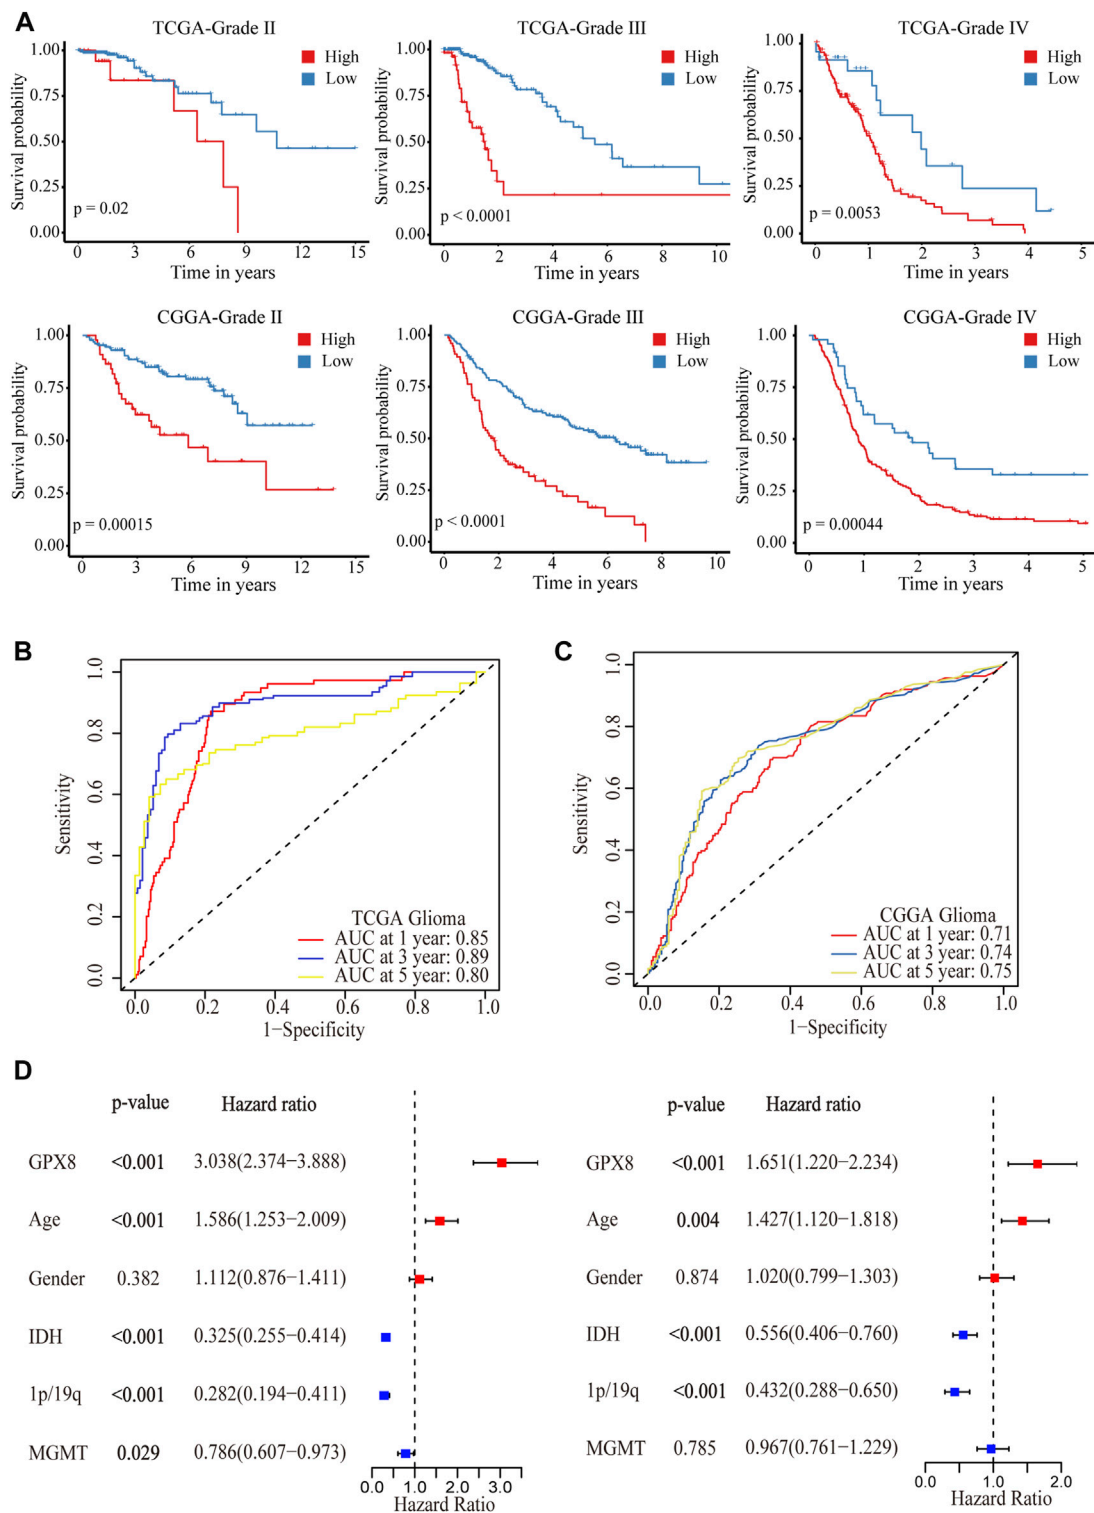 A
TCGA-Grade II
High
Low
Survival probability
1.00
0.75
0.50
0.25
0.00
p = 0.02
0 3 6 9 12 15
Time in years
TCGA-Grade III
High
Low
Survival probability
1.00
0.75
0.50
0.25
0.00
p < 0.0001
0 2 4 6 8 10
Time in years
TCGA-Grade IV
High
Low
Survival probability
1.00
0.75
0.50
0.25
0.00
p = 0.0053
0 1 2 3 4 5
Time in years
CGGA-Grade II
High
Low
Survival probability
1.00
0.75
0.50
0.25
0.00
p = 0.00015
0 3 6 9 12 15
Time in years
CGGA-Grade III
High
Low
Survival probability
1.00
0.75
0.50
0.25
0.00
p < 0.0001
0 2 4 6 8 10
Time in years
CGGA-Grade IV
High
Low
Survival probability
1.00
0.75
0.50
0.25
0.00
p = 0.00044
0 1 2 3 4 5
Time in years
B
Sensitivity
1.0
0.8
0.6
0.4
0.2
0.0
TCGA Glioma
AUC at 1 year: 0.85
AUC at 3 year: 0.89
AUC at 5 year: 0.80
0.0 0.2 0.4 0.6 0.8 1.0
1−Specificity
C
Sensitivity
1.0
0.8
0.6
0.4
0.2
0.0
CGGA Glioma
AUC at 1 year: 0.71
AUC at 3 year: 0.74
AUC at 5 year: 0.75
0.0 0.2 0.4 0.6 0.8 1.0
1−Specificity
D
p-value Hazard ratio
GPX8 <0.001 3.038(2.374−3.888)
Age <0.001 1.586(1.253−2.009)
Gender 0.382 1.112(0.876−1.411)
IDH <0.001 0.325(0.255−0.414)
1p/19q <0.001 0.282(0.194−0.411)
MGMT 0.029 0.786(0.607−0.973)
0.0 1.0 2.0 3.0
Hazard Ratio
p-value Hazard ratio
GPX8 <0.001 1.651(1.220−2.234)
Age 0.004 1.427(1.120−1.818)
Gender 0.874 1.020(0.799−1.303)
IDH <0.001 0.556(0.406−0.760)
1p/19q <0.001 0.432(0.288−0.650)
MGMT 0.785 0.967(0.761−1.229)
0.0 1.0 2.0
Hazard Ratio